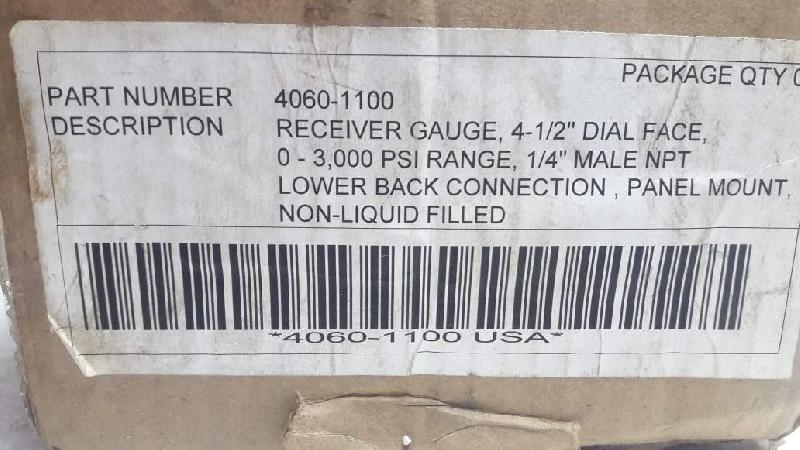 PACKAGE QTY
PART NUMBER 4060-1100
DESCRIPTION RECEIVER GAUGE, 4-1/2" DIAL FACE,
0 - 3,000 PSI RANGE, 1/4" MALE NPT
LOWER BACK CONNECTION , PANEL MOUNT,
NON-LIQUID FILLED
*4060-1100 USA*